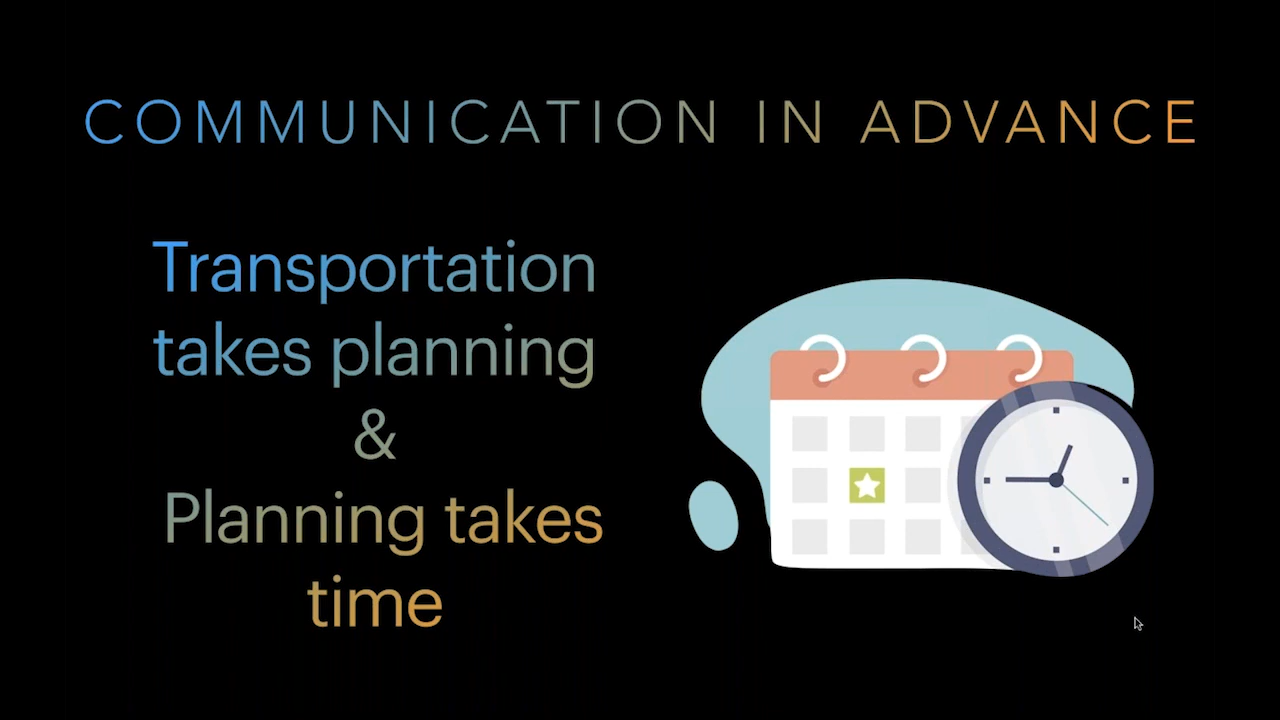 COMMUNICATION IN ADVANCE
Transportation
takes planning
&
Planning takes
time